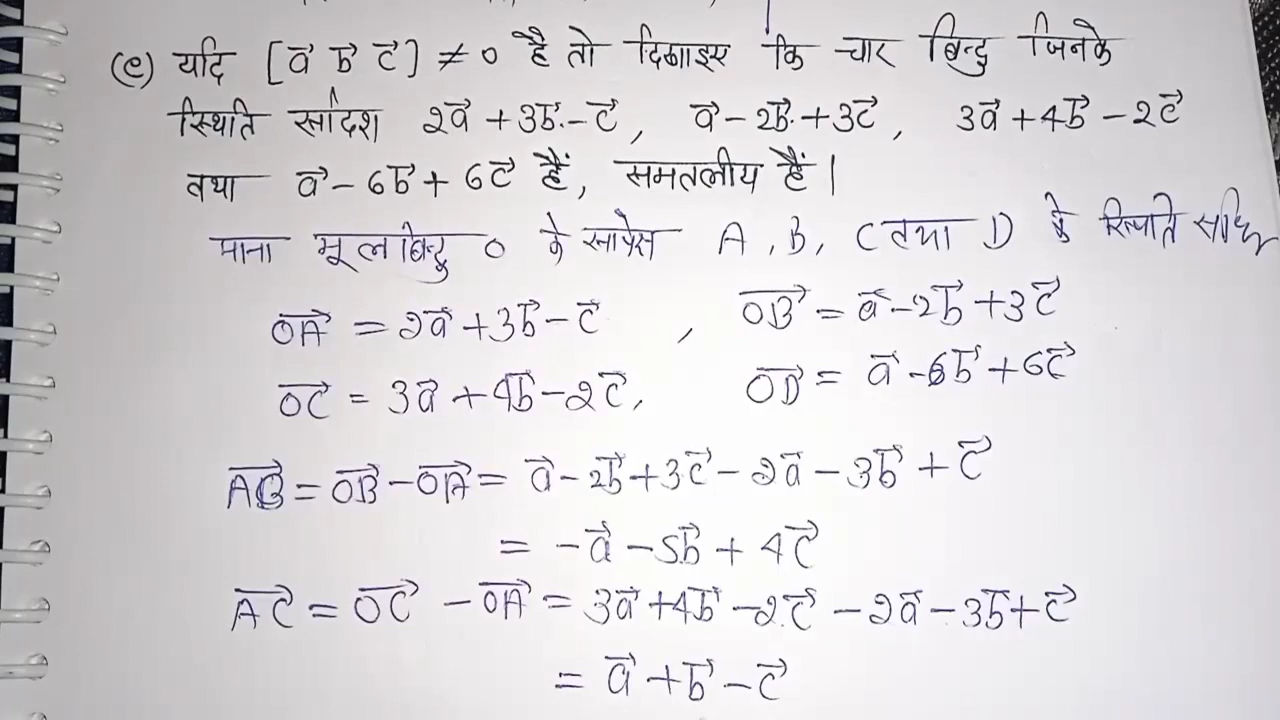 (e) यदि [a⃗ b⃗ c⃗] ≠ 0 है तो दिखाइए कि चार बिन्दु जिनके
स्थिति सदिश 2a⃗ + 3b⃗ - c⃗, a⃗ - 2b⃗ + 3c⃗, 3a⃗ + 4b⃗ - 2c⃗
तथा a⃗ - 6b⃗ + 6c⃗ हैं, समतलीय हैं।
माना मूल बिन्दु O के सापेक्ष A, B, C तथा D के स्थिति सदिश
OA⃗ = 2a⃗ + 3b⃗ - c⃗ , OB⃗ = a⃗ - 2b⃗ + 3c⃗
OC⃗ = 3a⃗ + 4b⃗ - 2c⃗, OD⃗ = a⃗ - 6b⃗ + 6c⃗
AB⃗ = OB⃗ - OA⃗ = a⃗ - 2b⃗ + 3c⃗ - 2a⃗ - 3b⃗ + c⃗
= -a⃗ - 5b⃗ + 4c⃗
AC⃗ = OC⃗ - OA⃗ = 3a⃗ + 4b⃗ - 2c⃗ - 2a⃗ - 3b⃗ + c⃗
= a⃗ + b⃗ - c⃗